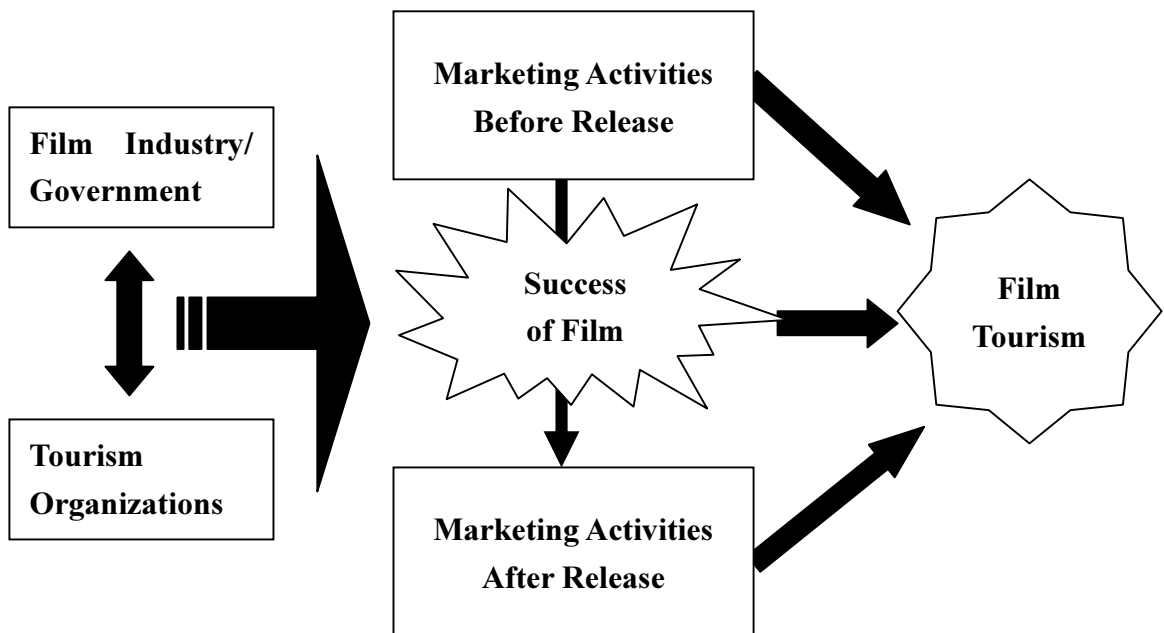 Film Industry/
Government
Tourism
Organizations
Marketing Activities
Before Release
Success
of Film
Marketing Activities
After Release
Film
Tourism